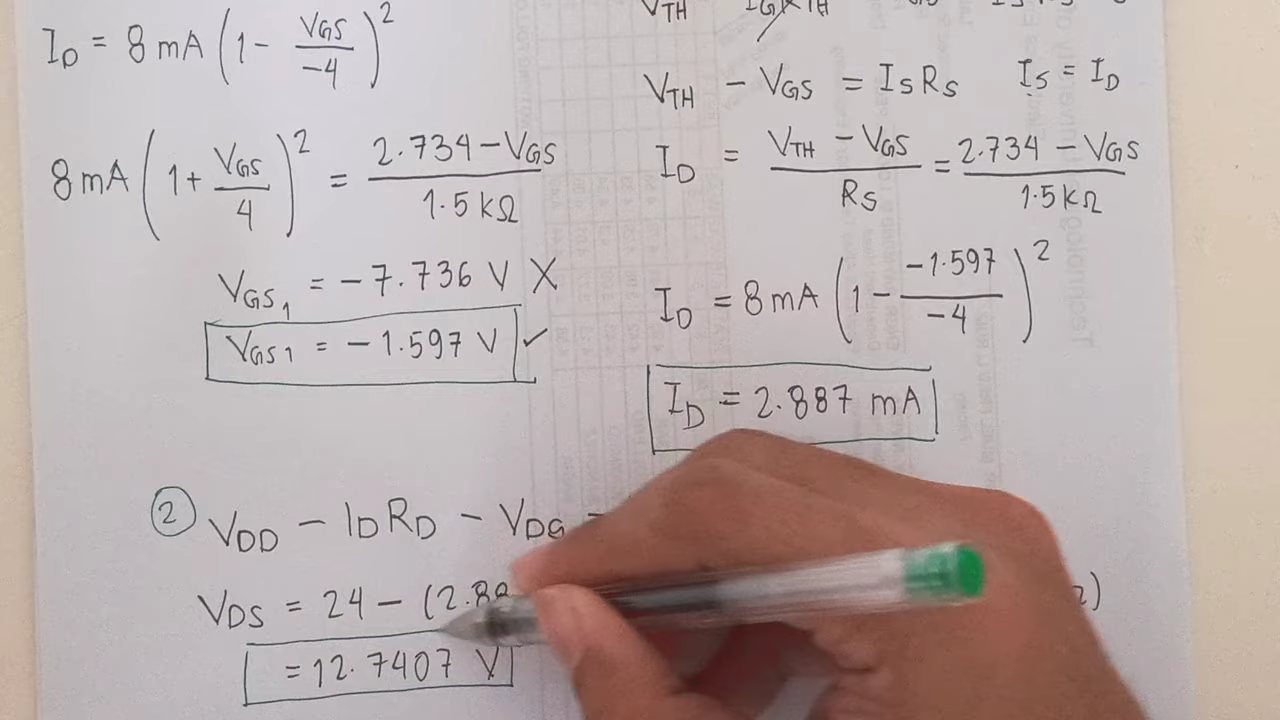 I_D = 8 mA (1 - V_GS / -4)^2
8 mA (1 + V_GS / 4)^2 = 2.734 - V_GS / 1.5 kΩ
V_GS1 = -7.736 V X
V_GS1 = -1.597 V ✓
V_TH
V_TH - V_GS = I_S R_S I_S = I_D
I_D = V_TH - V_GS / R_S = 2.734 - V_GS / 1.5 kΩ
I_D = 8 mA (1 - -1.597 / -4)^2
I_D = 2.887 mA
② V_DD - I_D R_D -
V_DS = 24 - (2.88
= 12.7407 V